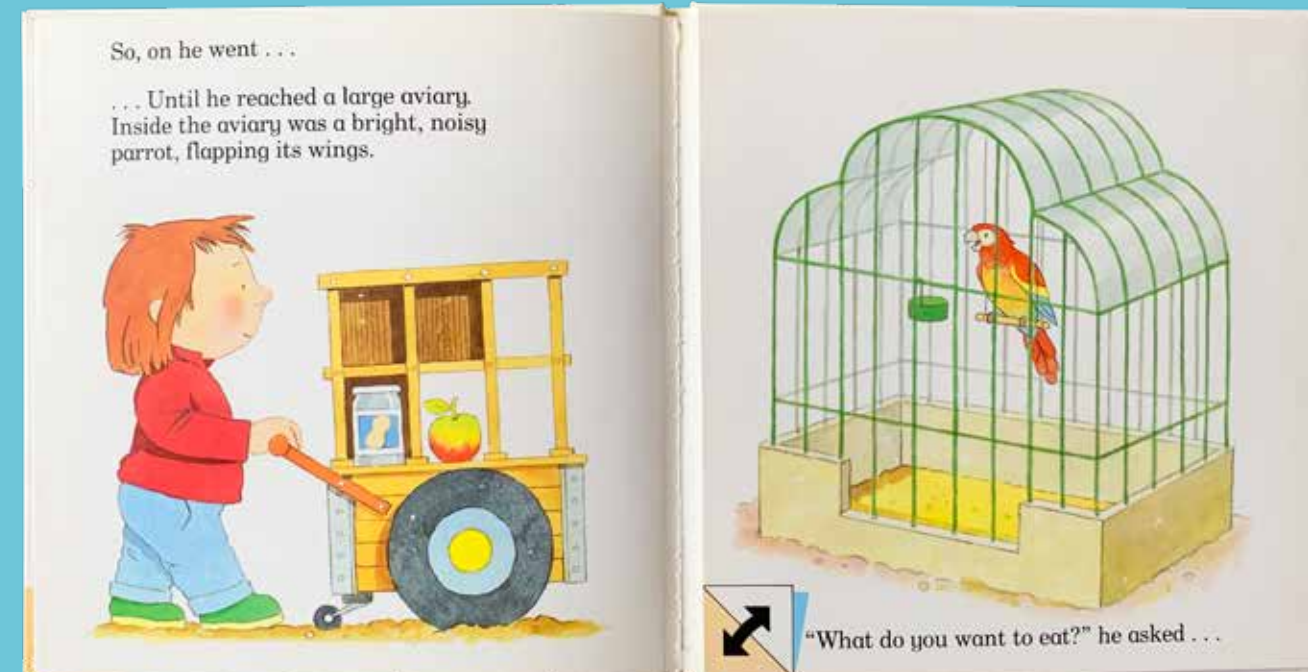 So, on he went . . .
. . . Until he reached a large aviary.
Inside the aviary was a bright, noisy
parrot, flapping its wings.
“What do you want to eat?” he asked . . .